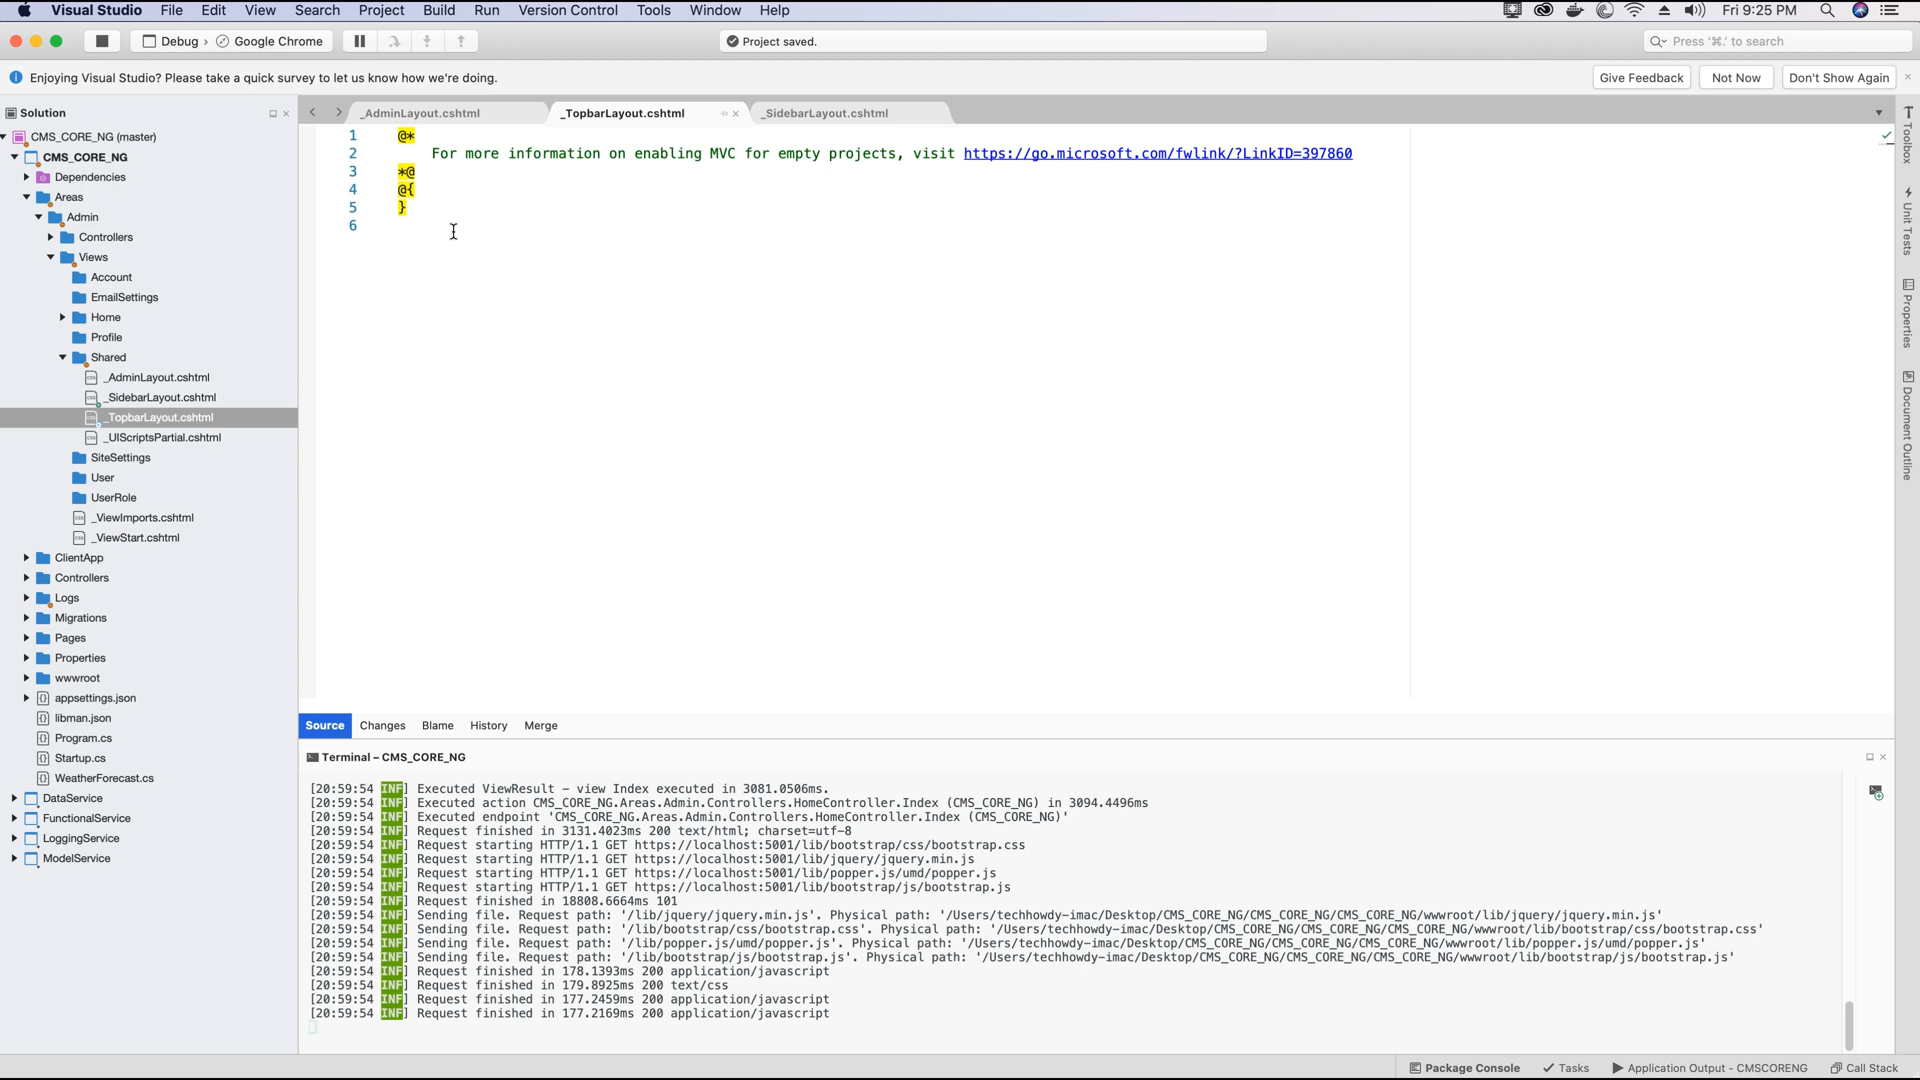 Visual Studio File Edit View Search Project Build Run Version Control Tools Window Help Fri 9:25 PM
Debug › Google Chrome Project saved. Press '⌘.' to search
Enjoying Visual Studio? Please take a quick survey to let us know how we're doing. Give Feedback Not Now Don't Show Again ×
Solution
_AdminLayout.cshtml _TopbarLayout.cshtml _SidebarLayout.cshtml
1 @*
2 For more information on enabling MVC for empty projects, visit https://go.microsoft.com/fwlink/?LinkID=397860
3 *@
4 @{
5 }
6
CMS_CORE_NG (master)
CMS_CORE_NG
Dependencies
Areas
Admin
Controllers
Views
Account
EmailSettings
Home
Profile
Shared
_AdminLayout.cshtml
_SidebarLayout.cshtml
_TopbarLayout.cshtml
_UIScriptsPartial.cshtml
SiteSettings
User
UserRole
_ViewImports.cshtml
_ViewStart.cshtml
ClientApp
Controllers
Logs
Migrations
Pages
Properties
wwwroot
appsettings.json
libman.json
Program.cs
Startup.cs
WeatherForecast.cs
DataService
FunctionalService
LoggingService
ModelService
Toolbox
Unit Tests
Properties
Document Outline
Source Changes Blame History Merge
Terminal – CMS_CORE_NG
[20:59:54 INF] Executed ViewResult – view Index executed in 3081.0506ms.
[20:59:54 INF] Executed action CMS_CORE_NG.Areas.Admin.Controllers.HomeController.Index (CMS_CORE_NG) in 3094.4496ms
[20:59:54 INF] Executed endpoint 'CMS_CORE_NG.Areas.Admin.Controllers.HomeController.Index (CMS_CORE_NG)'
[20:59:54 INF] Request finished in 3131.4023ms 200 text/html; charset=utf-8
[20:59:54 INF] Request starting HTTP/1.1 GET https://localhost:5001/lib/bootstrap/css/bootstrap.css
[20:59:54 INF] Request starting HTTP/1.1 GET https://localhost:5001/lib/jquery/jquery.min.js
[20:59:54 INF] Request starting HTTP/1.1 GET https://localhost:5001/lib/popper.js/umd/popper.js
[20:59:54 INF] Request starting HTTP/1.1 GET https://localhost:5001/lib/bootstrap/js/bootstrap.js
[20:59:54 INF] Request finished in 18808.6664ms 101
[20:59:54 INF] Sending file. Request path: '/lib/jquery/jquery.min.js'. Physical path: '/Users/techhowdy-imac/Desktop/CMS_CORE_NG/CMS_CORE_NG/CMS_CORE_NG/wwwroot/lib/jquery/jquery.min.js'
[20:59:54 INF] Sending file. Request path: '/lib/bootstrap/css/bootstrap.css'. Physical path: '/Users/techhowdy-imac/Desktop/CMS_CORE_NG/CMS_CORE_NG/CMS_CORE_NG/wwwroot/lib/bootstrap/css/bootstrap.css'
[20:59:54 INF] Sending file. Request path: '/lib/popper.js/umd/popper.js'. Physical path: '/Users/techhowdy-imac/Desktop/CMS_CORE_NG/CMS_CORE_NG/CMS_CORE_NG/wwwroot/lib/popper.js/umd/popper.js'
[20:59:54 INF] Sending file. Request path: '/lib/bootstrap/js/bootstrap.js'. Physical path: '/Users/techhowdy-imac/Desktop/CMS_CORE_NG/CMS_CORE_NG/CMS_CORE_NG/wwwroot/lib/bootstrap/js/bootstrap.js'
[20:59:54 INF] Request finished in 178.1393ms 200 application/javascript
[20:59:54 INF] Request finished in 179.8925ms 200 text/css
[20:59:54 INF] Request finished in 177.2459ms 200 application/javascript
[20:59:54 INF] Request finished in 177.2169ms 200 application/javascript
Package Console Tasks Application Output - CMSCORENG Call Stack